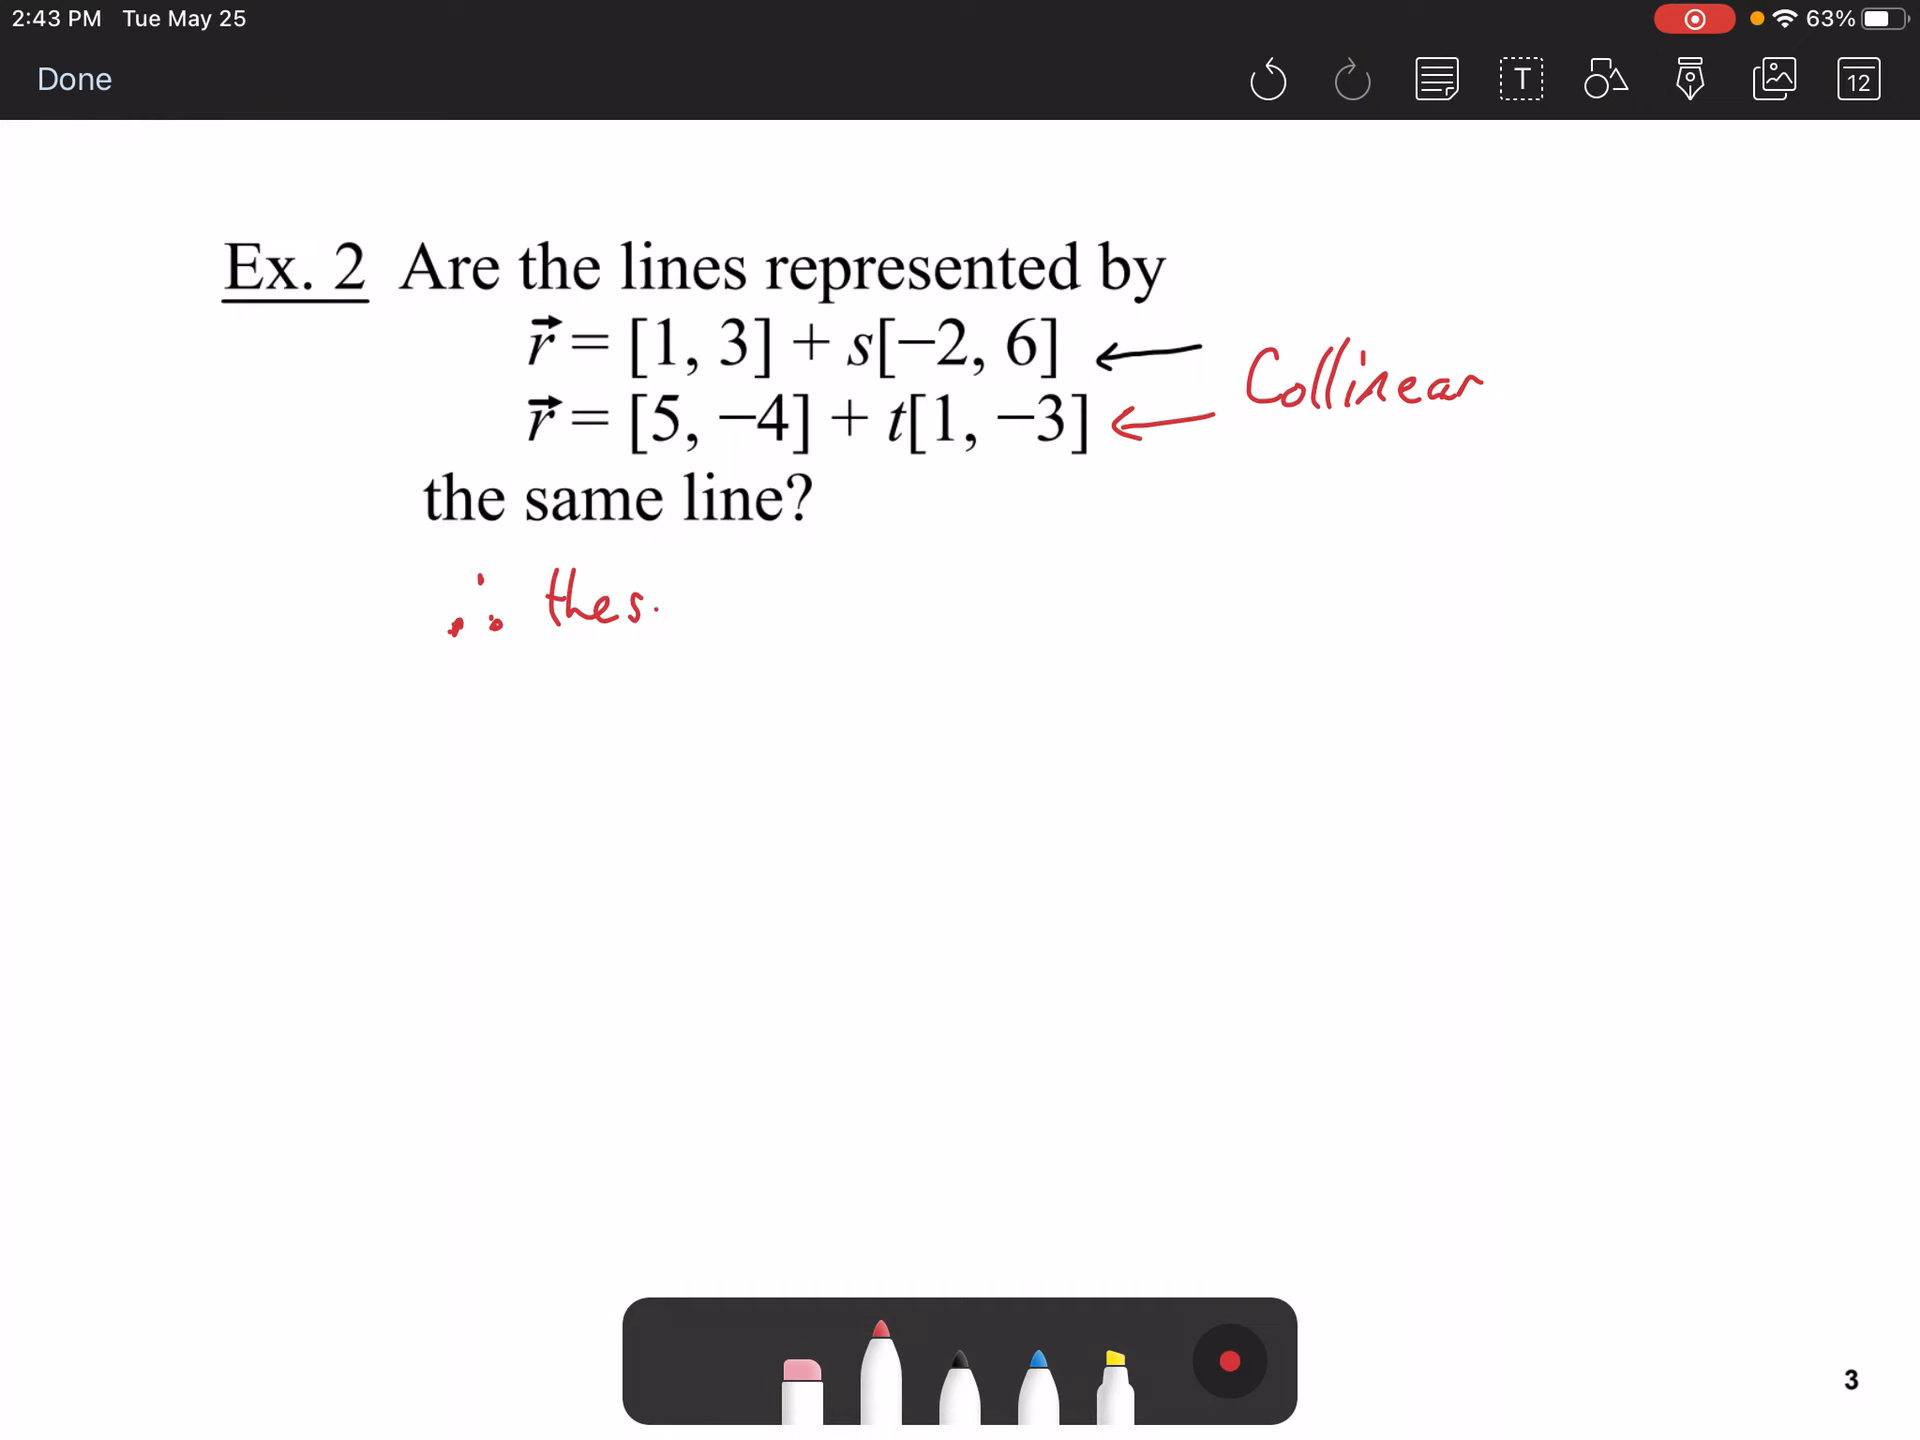 2:43 PM Tue May 25
63%
Done
T
12
Ex. 2 Are the lines represented by
r⃗ = [1, 3] + s[−2, 6] ←
Collinear
r⃗ = [5, −4] + t[1, −3] ←
the same line?
∴ thes.
3